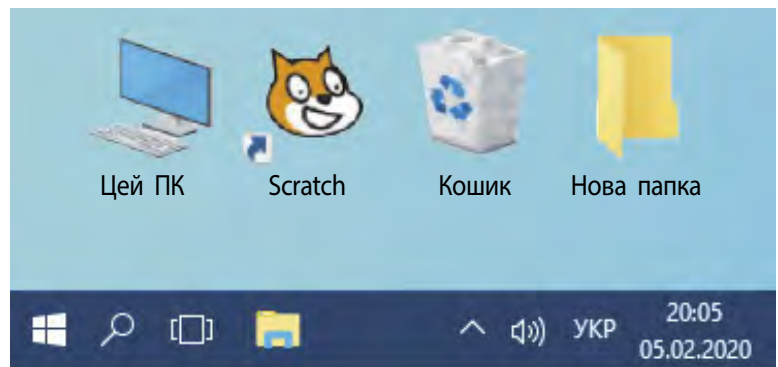 Цей ПК
Scratch
Кошик
Нова папка
УКР
20:05
05.02.2020